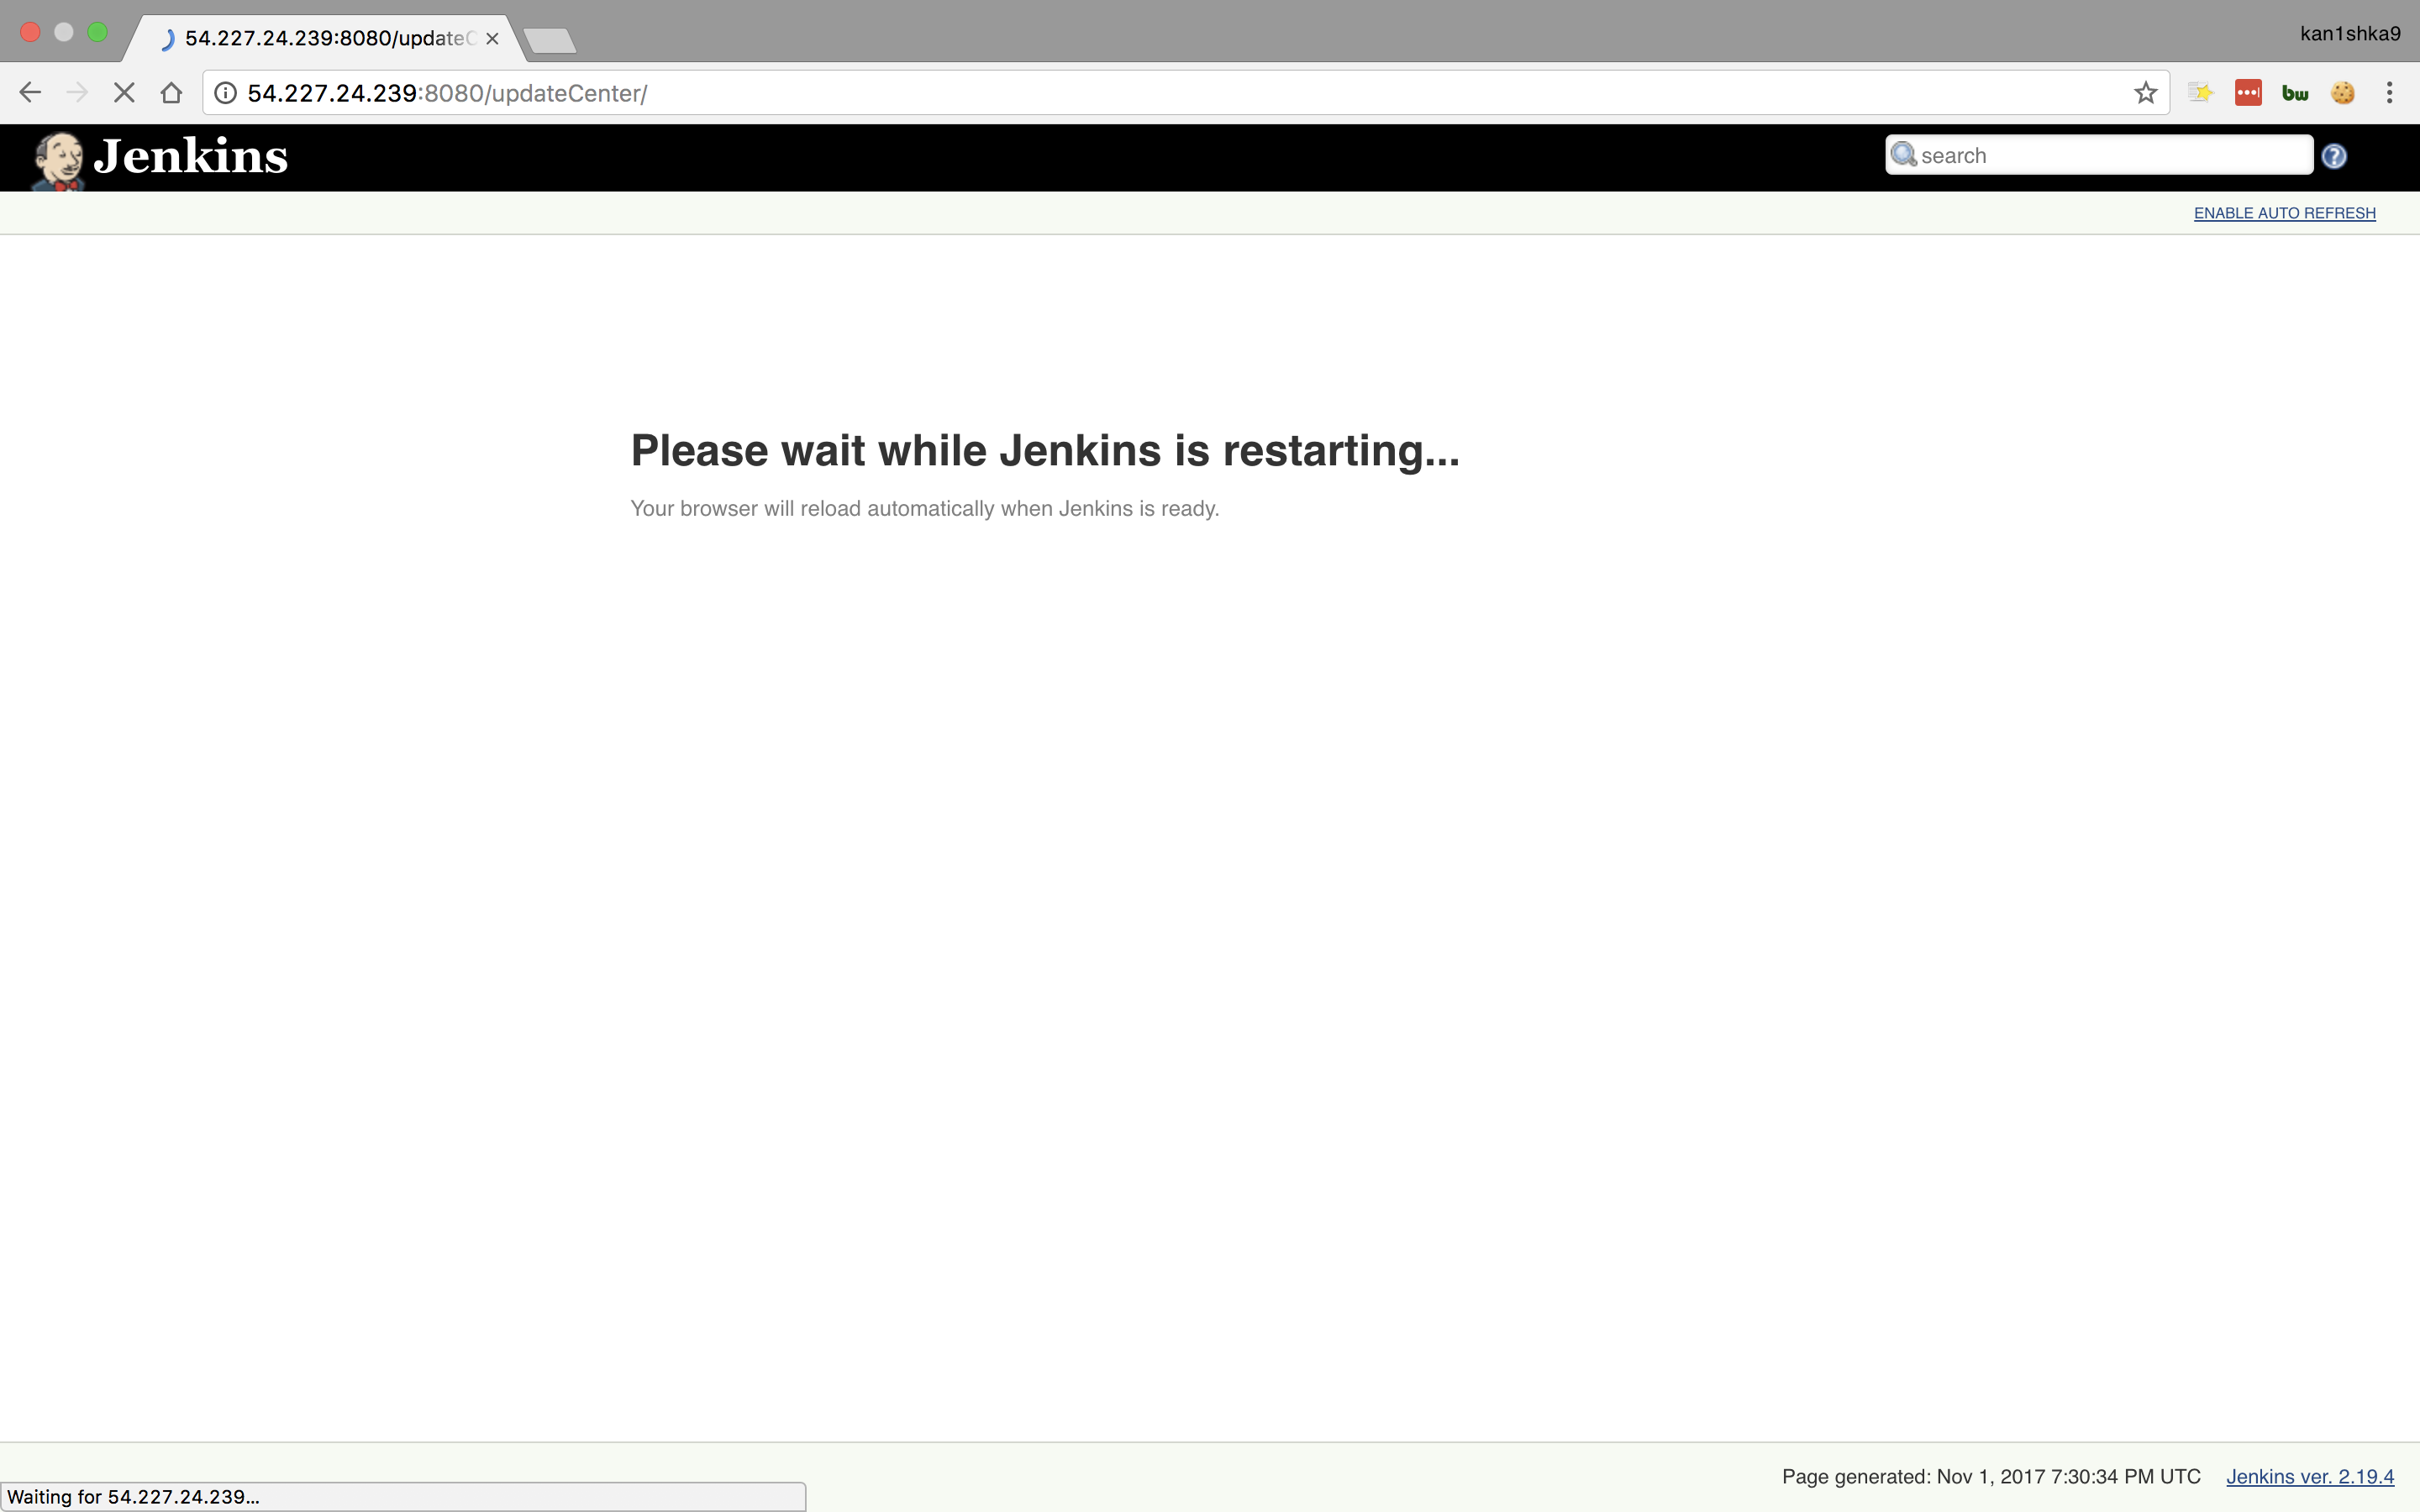 54.227.24.239:8080/updateC
kan1shka9
54.227.24.239:8080/updateCenter/
bw
Jenkins
search
ENABLE AUTO REFRESH
Please wait while Jenkins is restarting...
Your browser will reload automatically when Jenkins is ready.
Page generated: Nov 1, 2017 7:30:34 PM UTC
Jenkins ver. 2.19.4
Waiting for 54.227.24.239...